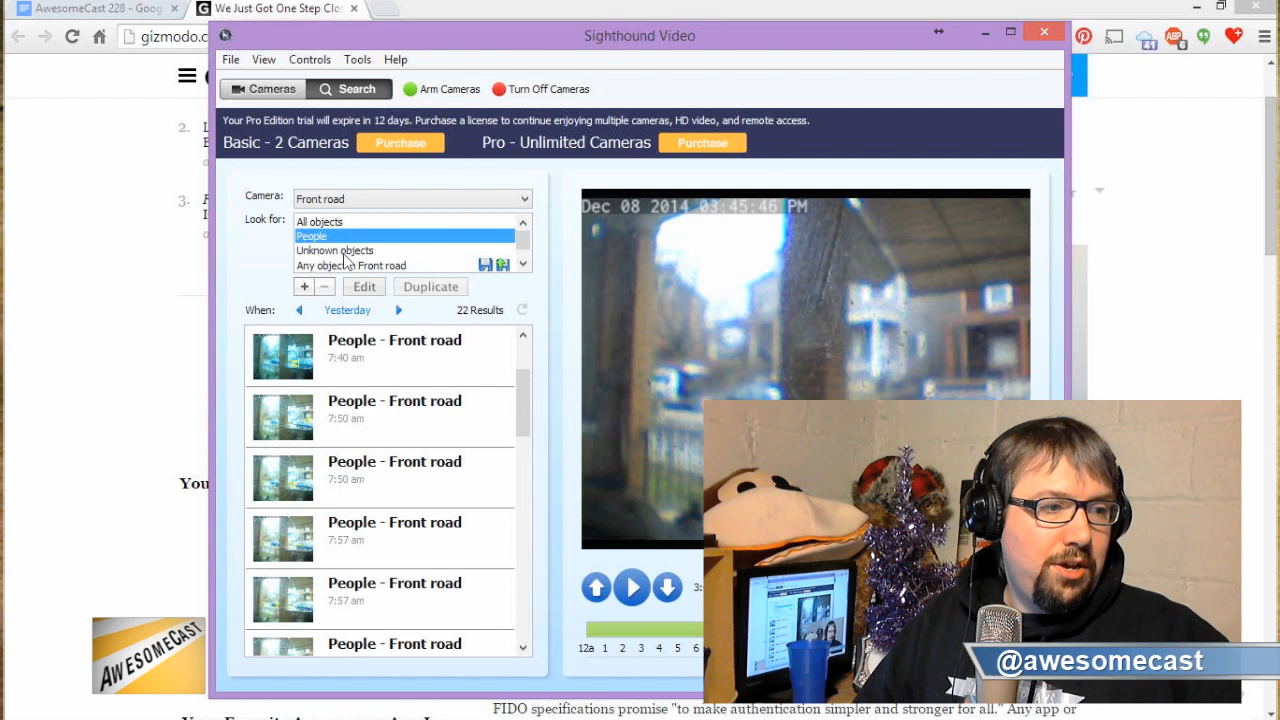 AwesomeCast 228 - Goog
We Just Got One Step Clo
gizmodo.c
Sighthound Video
File View Controls Tools Help
Cameras Search Arm Cameras Turn Off Cameras
Your Pro Edition trial will expire in 12 days. Purchase a license to continue enjoying multiple cameras, HD video, and remote access.
Basic - 2 Cameras Purchase Pro - Unlimited Cameras Purchase
2.
3.
Camera: Front road
Look for: All objects
People
Unknown objects
Any object Front road
+ − Edit Duplicate
When: Yesterday 22 Results
People - Front road
7:40 am
People - Front road
7:50 am
People - Front road
7:50 am
People - Front road
7:57 am
People - Front road
7:57 am
People - Front road
Dec 08 2014 03:45:46 PM
12a 1 2 3 4 5 6
You
AWESOMECAST
@awesomecast
FIDO specifications promise "to make authentication simpler and stronger for all." Any app or